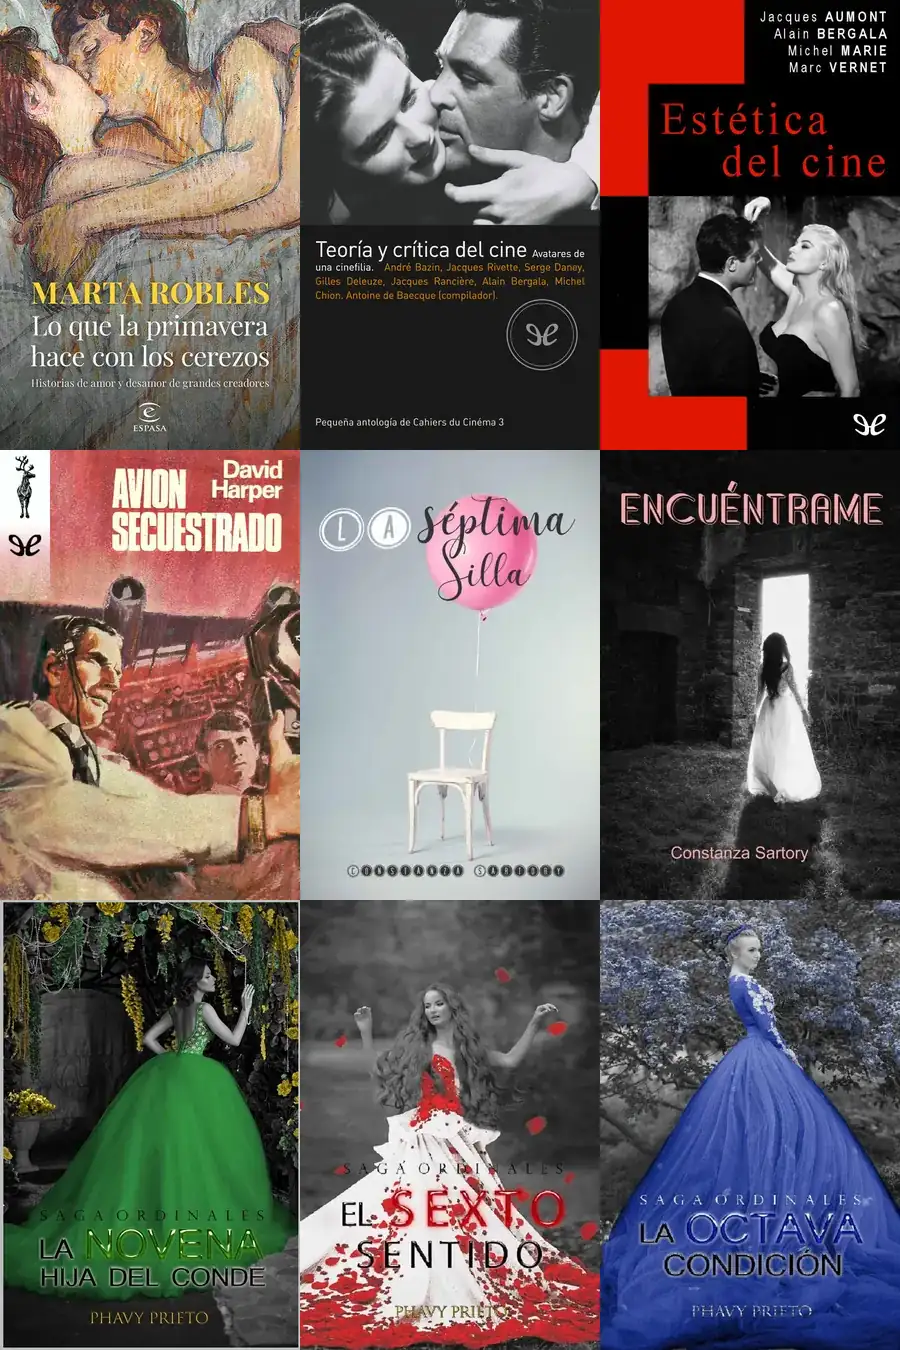 MARTA ROBLES
Lo que la primavera
hace con los cerezos
Historias de amor y desamor de grandes creadores
ESPASA
Teoría y crítica del cine Avatares de
una cinefilia. André Bazin, Jacques Rivette, Serge Daney,
Gilles Deleuze, Jacques Rancière, Alain Bergala, Michel
Chion. Antoine de Baecque (compilador).
Pequeña antología de Cahiers du Cinéma 3
Jacques AUMONT
Alain BERGALA
Michel MARIE
Marc VERNET
Estética
del cine
David
Harper
AVION
SECUESTRADO
LA séptima
Silla
CONSTANZA SARTORY
ENCUÉNTRAME
Constanza Sartory
SAGA ORDINALES
LA NOVENA
HIJA DEL CONDE
PHAVY PRIETO
SAGA ORDINALES
EL SEXTO
SENTIDO
PHAVY PRIETO
SAGA ORDINALES
LA OCTAVA
CONDICIÓN
PHAVY PRIETO